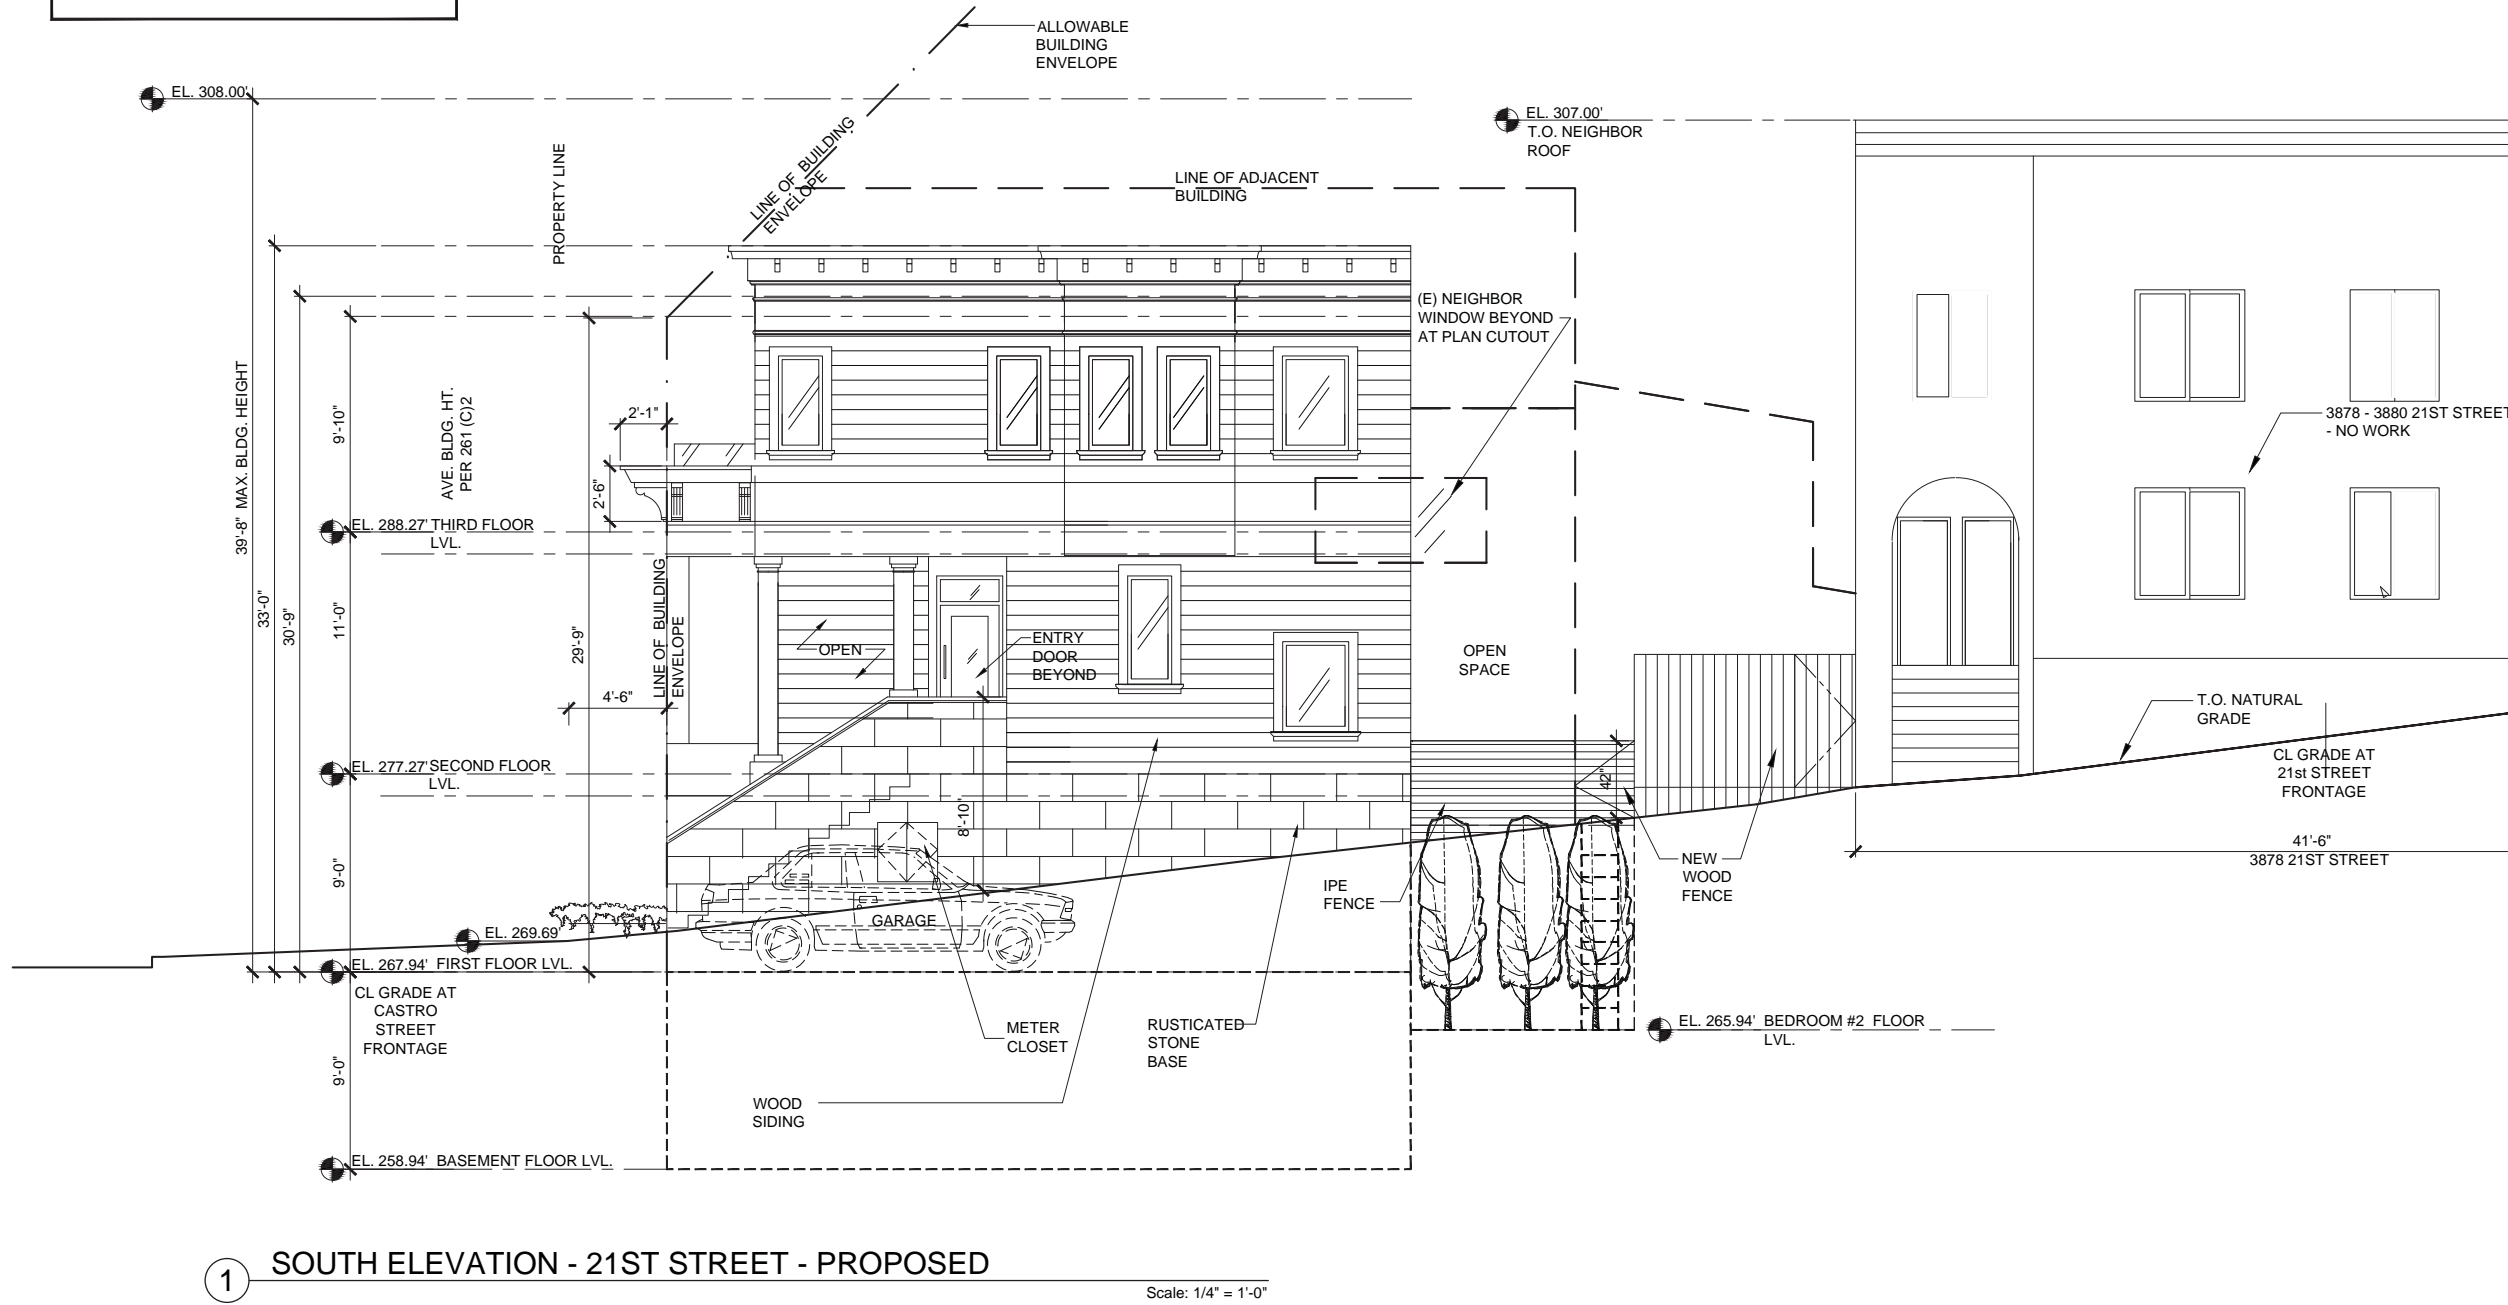 ALLOWABLE
BUILDING
ENVELOPE
EL. 308.00'
EL. 307.00'
T.O. NEIGHBOR
ROOF
LINE OF BUILDING
ENVELOPE
PROPERTY LINE
LINE OF ADJACENT
BUILDING
(E) NEIGHBOR
WINDOW BEYOND
AT PLAN CUTOUT
39'-8" MAX. BLDG. HEIGHT
33'-0"
30'-9"
9'-10"
AVE. BLDG. HT.
PER 261 (C)2
2'-1"
2'-6"
3878 - 3880 21ST STREET
- NO WORK
EL. 288.27' THIRD FLOOR
LVL.
11'-0"
29'-9"
LINE OF BUILDING
ENVELOPE
4'-6"
OPEN
ENTRY
DOOR
BEYOND
OPEN
SPACE
T.O. NATURAL
GRADE
CL GRADE AT
21st STREET
FRONTAGE
EL. 277.27' SECOND FLOOR
LVL.
42"
8'-10"
41'-6"
3878 21ST STREET
9'-0"
NEW
WOOD
FENCE
IPE
FENCE
GARAGE
EL. 269.69'
EL. 267.94' FIRST FLOOR LVL.
CL GRADE AT
CASTRO
STREET
FRONTAGE
METER
CLOSET
RUSTICATED
STONE
BASE
EL. 265.94' BEDROOM #2 FLOOR
LVL.
9'-0"
WOOD
SIDING
EL. 258.94' BASEMENT FLOOR LVL.
1
SOUTH ELEVATION - 21ST STREET - PROPOSED
Scale: 1/4" = 1'-0"